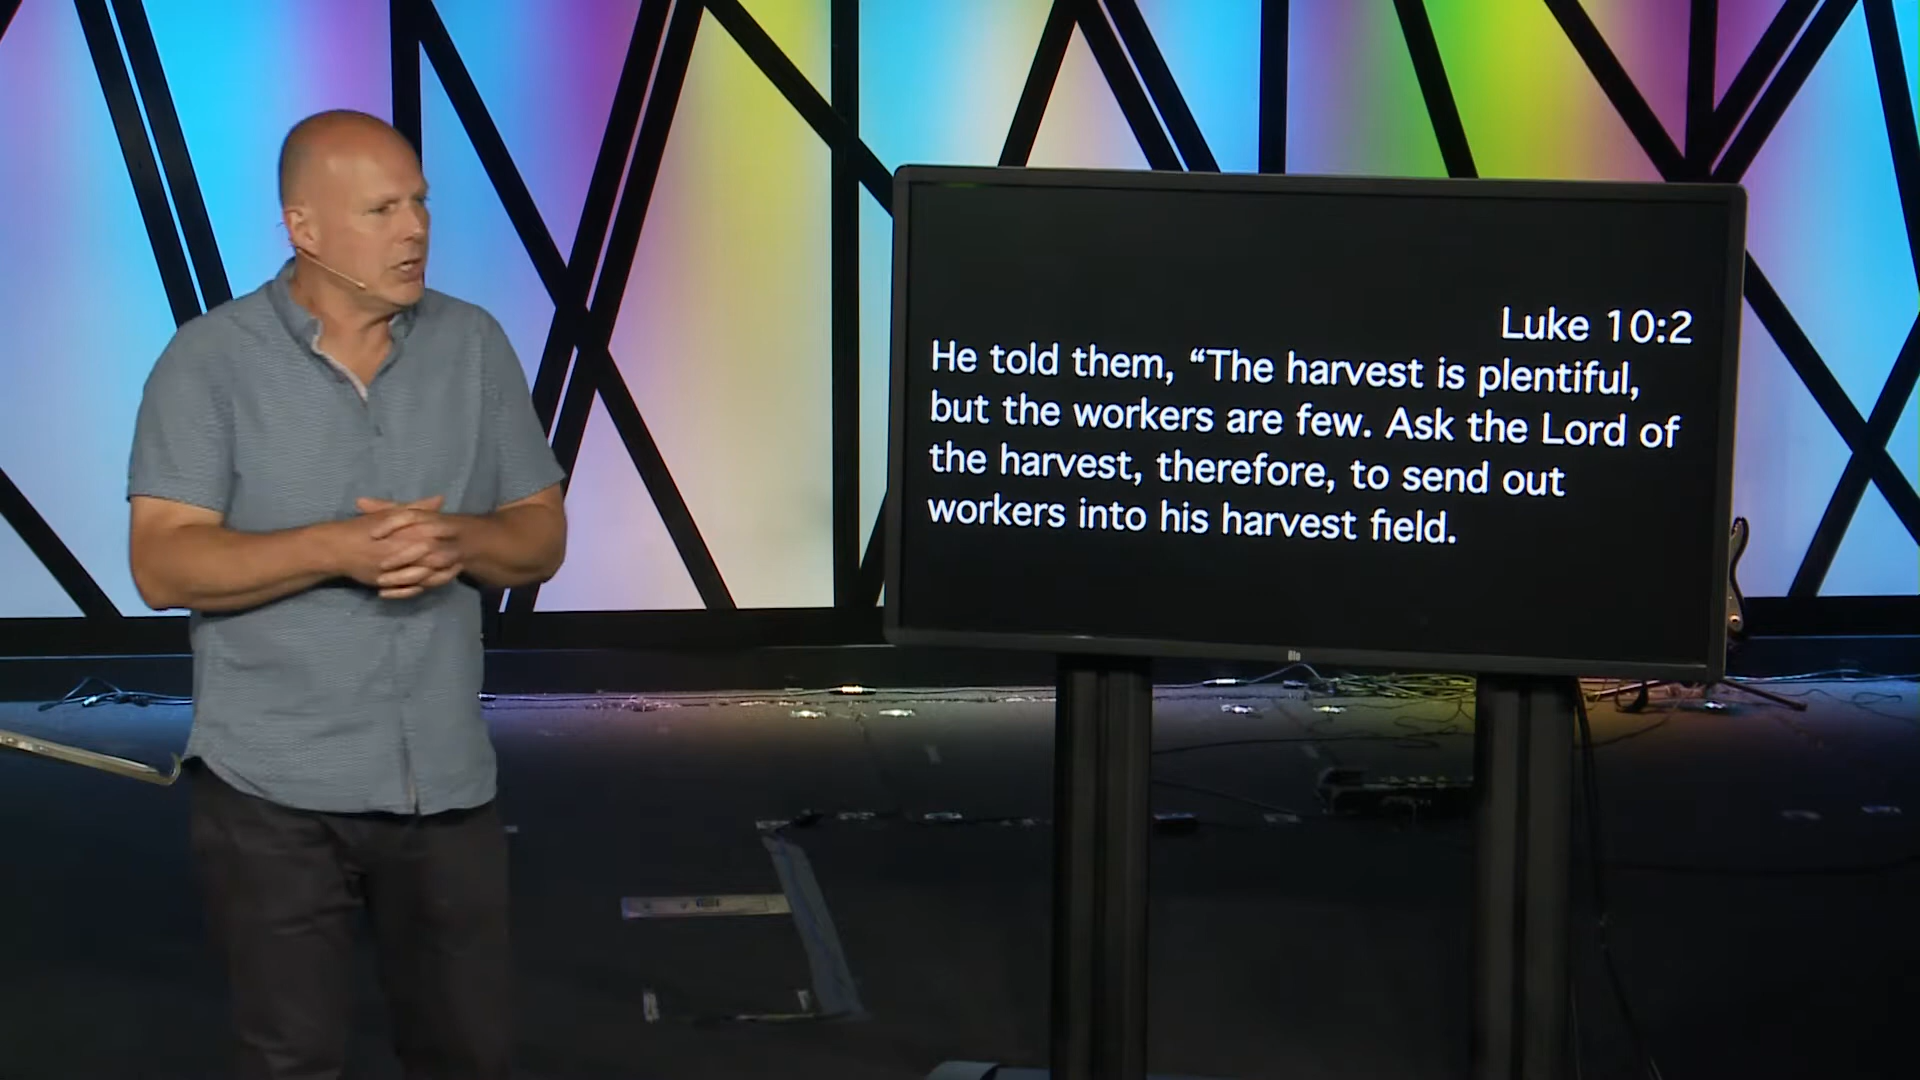 Luke 10:2
He told them, “The harvest is plentiful,
but the workers are few. Ask the Lord of
the harvest, therefore, to send out
workers into his harvest field.
elo